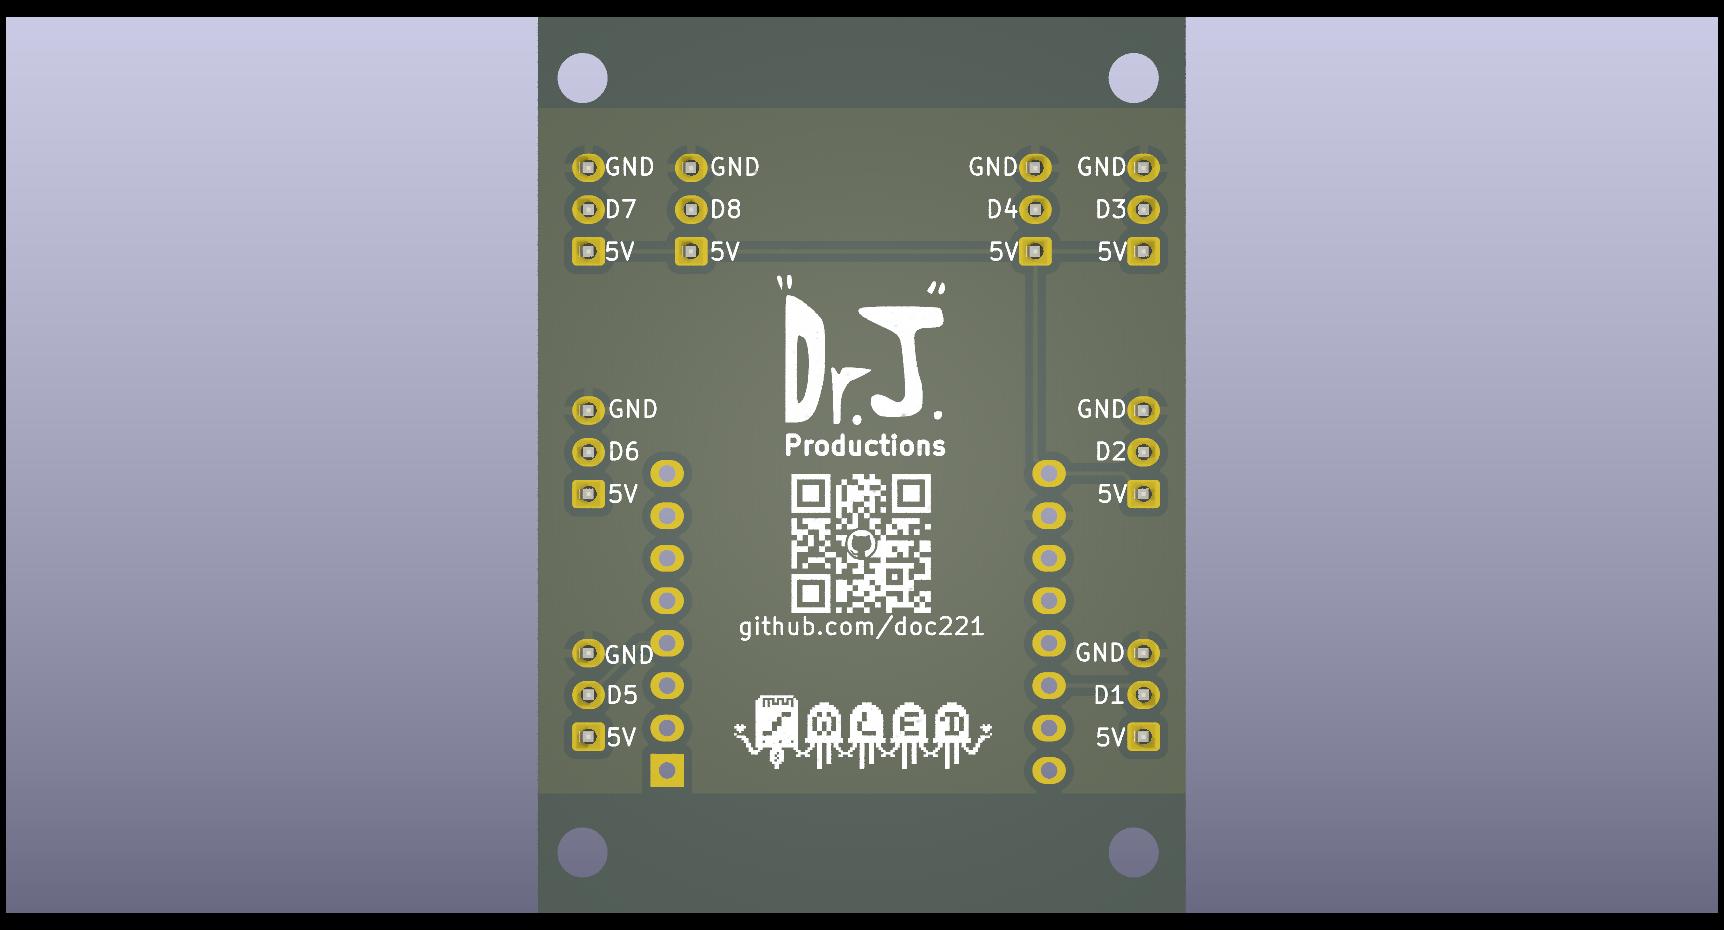 GND GND GND GND
D7 D8 D4 D3
5V 5V 5V 5V
"Dr.J."
Productions
GND GND
D6 D2
5V 5V
github.com/doc221
GND GND
D5 D1
5V 5V
WLED